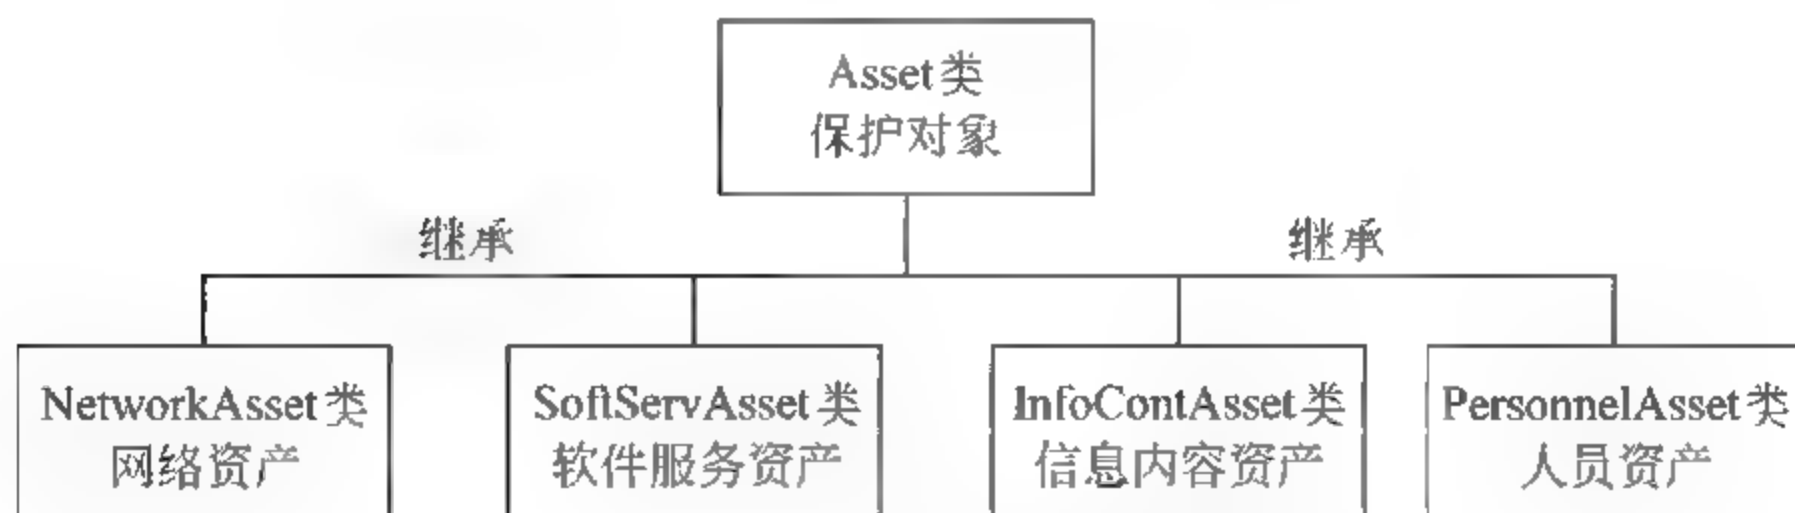 Asset类
保护对象
继承
继承
NetworkAsset类
网络资产
SoftServAsset类
软件服务资产
InfoContAsset类
信息内容资产
PersonnelAsset类
人员资产